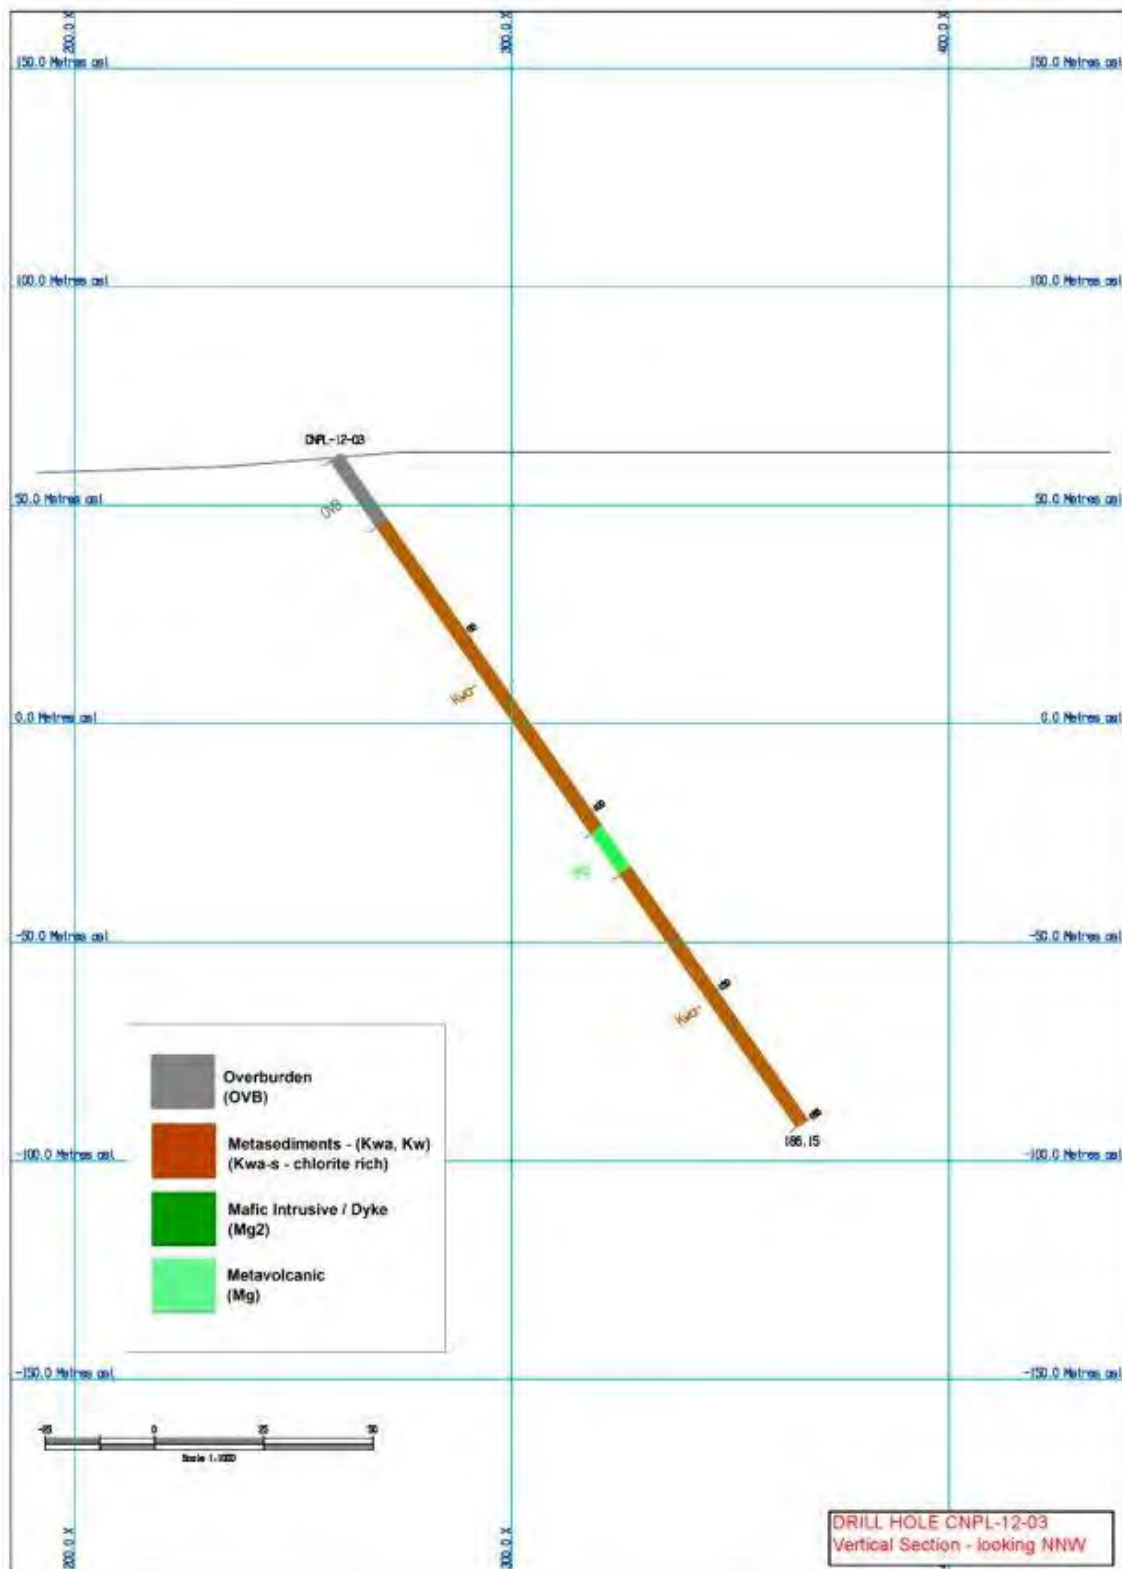 200.0 X
300.0 X
400.0 X
150.0 Metres asl
150.0 Metres asl
100.0 Metres asl
100.0 Metres asl
CNPL-12-03
50.0 Metres asl
50.0 Metres asl
OVB
Kwa
0.0 Metres asl
0.0 Metres asl
-50.0 Metres asl
-50.0 Metres asl
Kwa
186.15
-100.0 Metres asl
-100.0 Metres asl
Overburden
(OVB)
Metasediments - (Kwa, Kw)
(Kwa-s - chlorite rich)
Mafic Intrusive / Dyke
(Mg2)
Metavolcanic
(Mg)
-150.0 Metres asl
-150.0 Metres asl
0
Scale
200.0 X
300.0 X
DRILL HOLE CNPL-12-03
Vertical Section - looking NNW